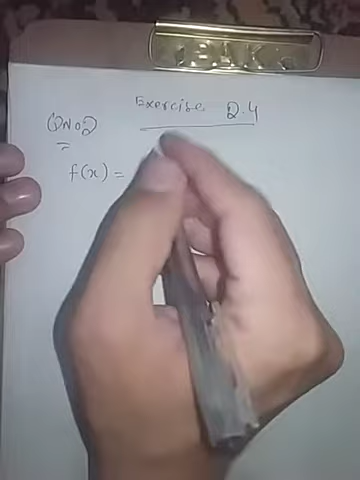 Exercise 2.4
QNo2
f(x) =